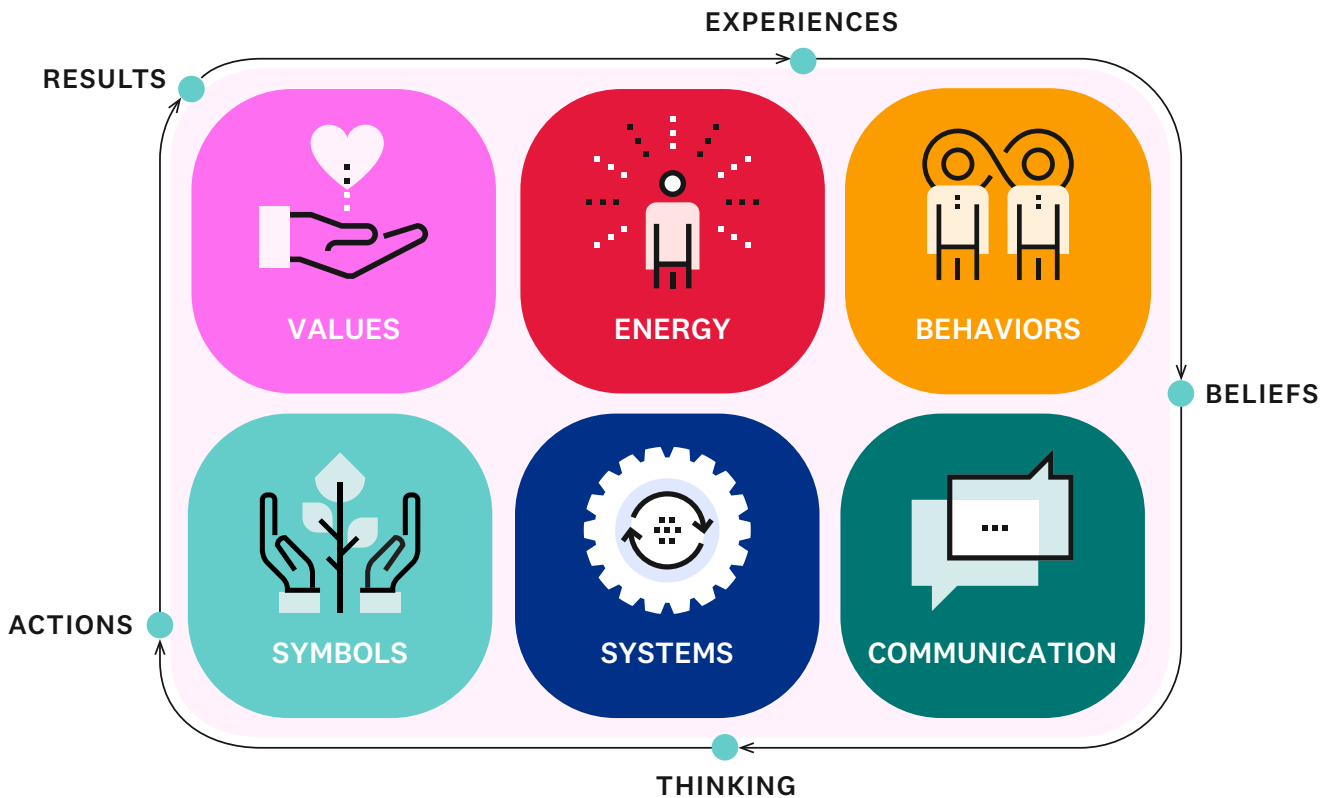 EXPERIENCES
RESULTS
VALUES
ENERGY
BEHAVIORS
BELIEFS
ACTIONS
SYMBOLS
SYSTEMS
COMMUNICATION
THINKING